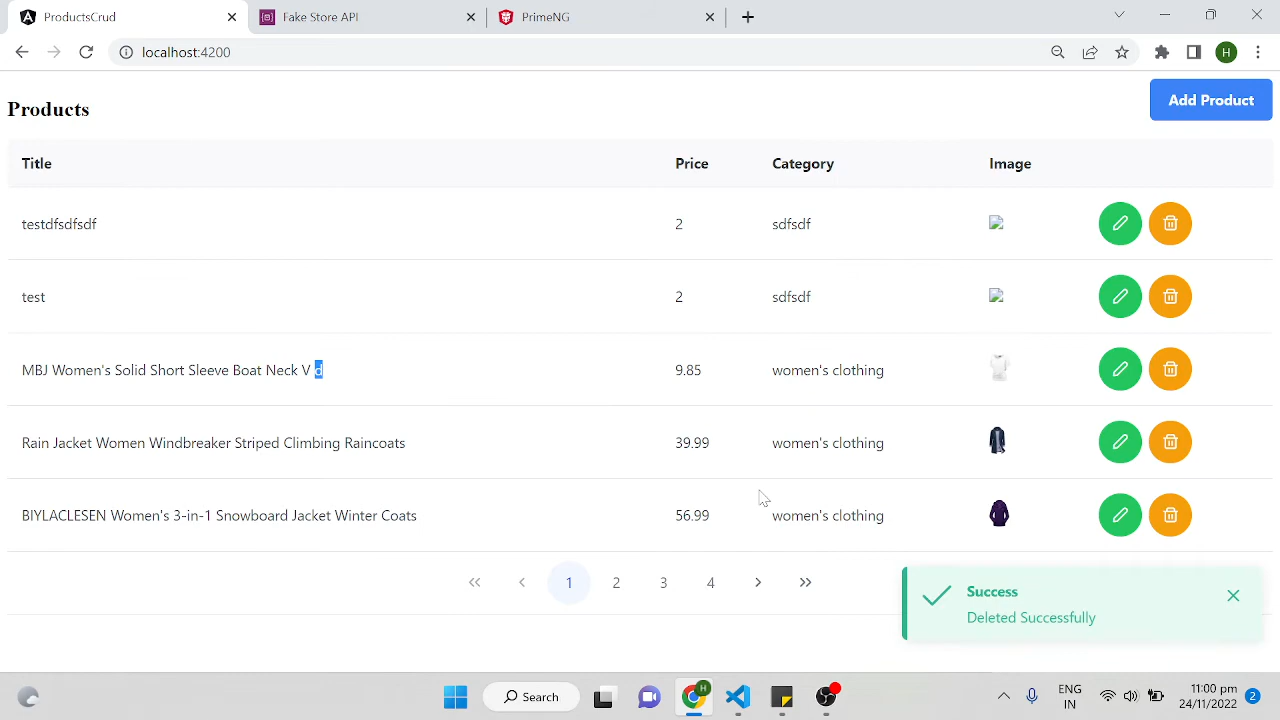 ProductsCrud
Fake Store API
PrimeNG
localhost:4200
H
Products
Add Product
Title Price Category Image
testdfsdfsdf 2 sdfsdf
test 2 sdfsdf
MBJ Women's Solid Short Sleeve Boat Neck V d 9.85 women's clothing
Rain Jacket Women Windbreaker Striped Climbing Raincoats 39.99 women's clothing
BIYLACLESEN Women's 3-in-1 Snowboard Jacket Winter Coats 56.99 women's clothing
1 2 3 4
Success
Deleted Successfully
Search
H
ENG
IN
11:00 pm
24/11/2022
2